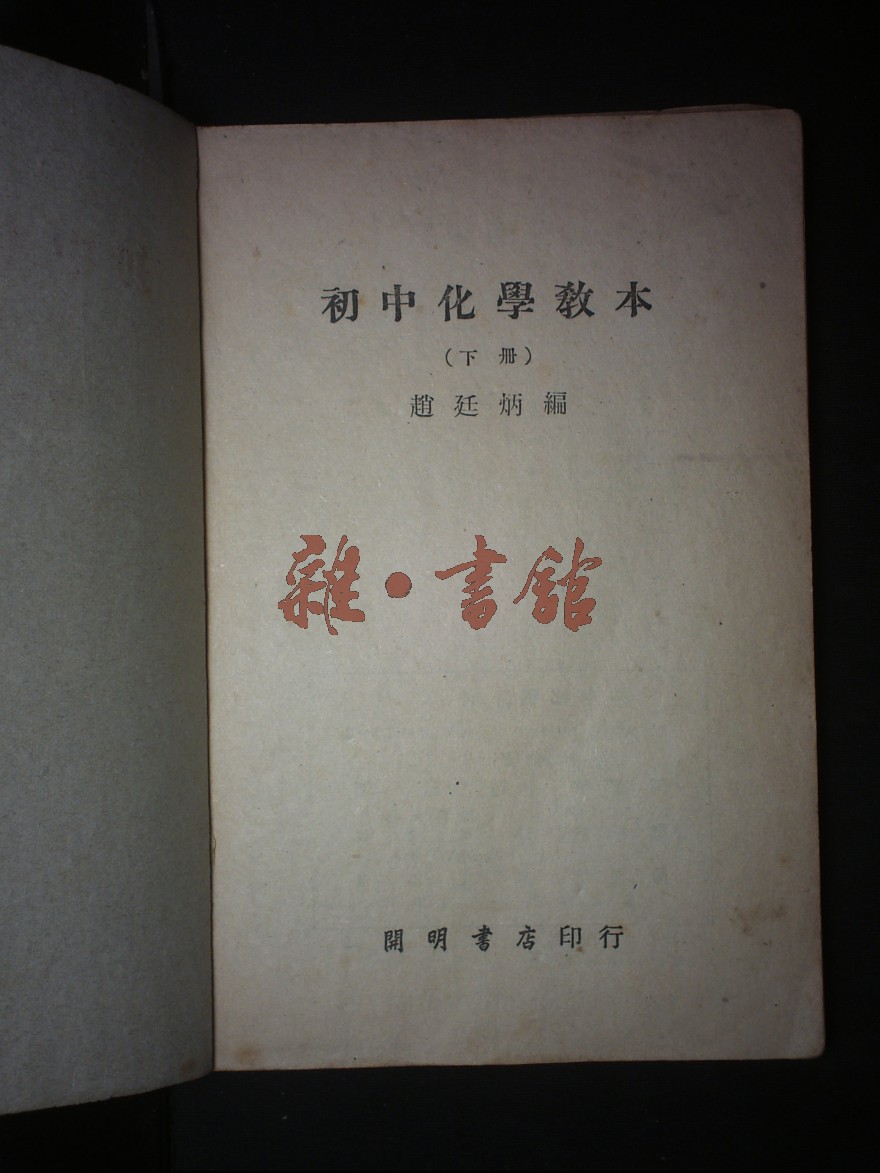 初中化學教本
（下册）
趙廷炳編
雜·書館
開明書店印行